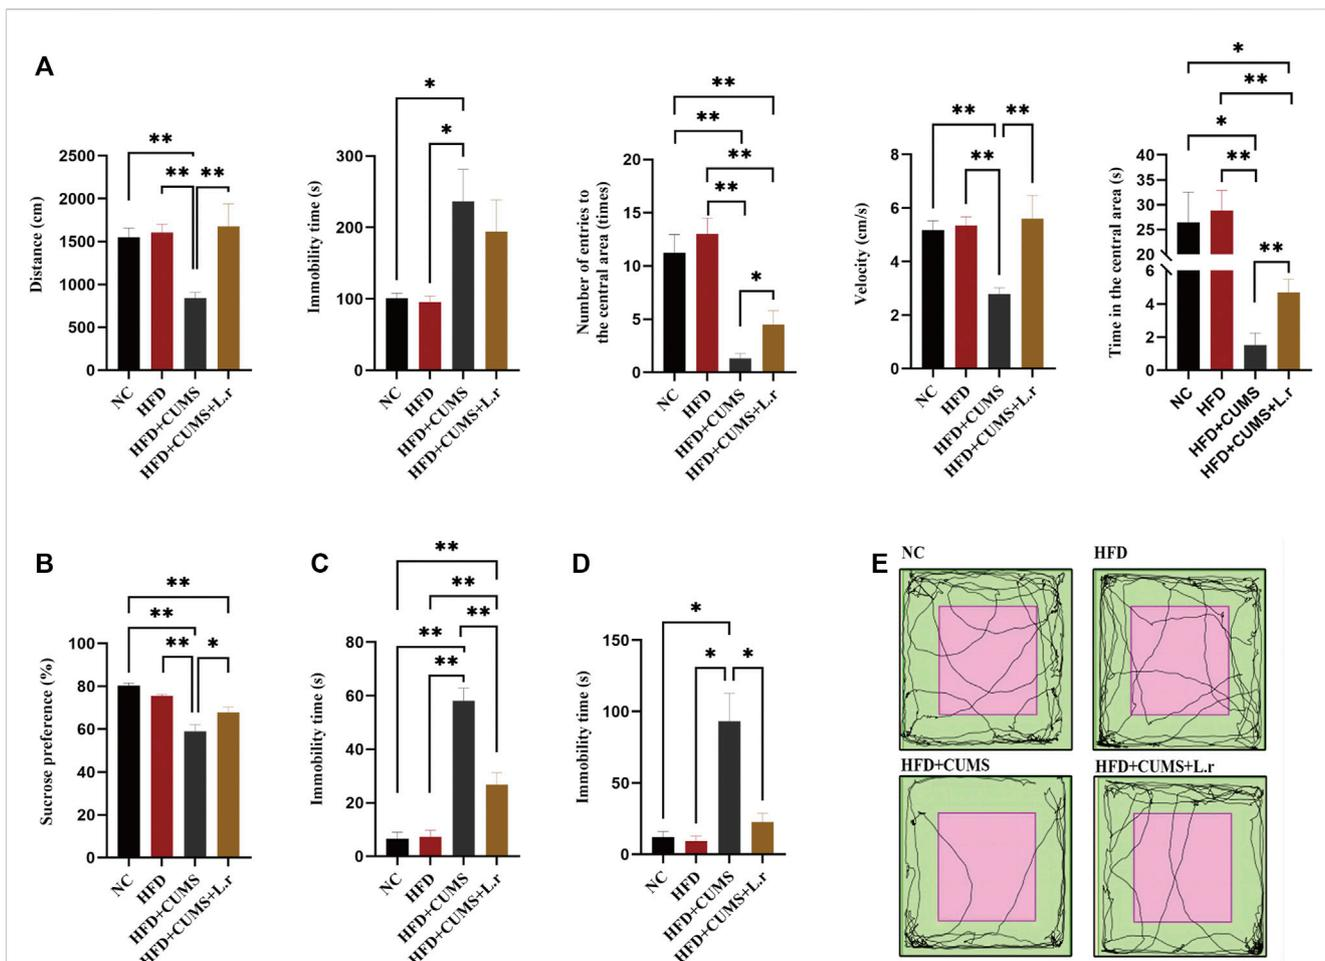 A
Distance (cm)
2500
2000
1500
1000
500
0
** ** **
NC
HFD
HFD+CUMS
HFD+CUMS+L.r
Immobility time (s)
300
200
100
0
* *
NC
HFD
HFD+CUMS
HFD+CUMS+L.r
Number of entries to
the central area (times)
20
15
10
5
0
** ** ** ** *
NC
HFD
HFD+CUMS
HFD+CUMS+L.r
Velocity (cm/s)
8
6
4
2
0
** ** **
NC
HFD
HFD+CUMS
HFD+CUMS+L.r
Time in the central area (s)
40
35
30
25
20
6
4
2
0
* ** * ** **
NC
HFD
HFD+CUMS
HFD+CUMS+L.r
B
Sucrose preference (%)
100
80
60
40
20
0
** ** ** *
NC
HFD
HFD+CUMS
HFD+CUMS+L.r
C
Immobility time (s)
80
60
40
20
0
** ** ** ** **
NC
HFD
HFD+CUMS
HFD+CUMS+L.r
D
Immobility time (s)
150
100
50
0
* * *
NC
HFD
HFD+CUMS
HFD+CUMS+L.r
E
NC
HFD
HFD+CUMS
HFD+CUMS+L.r